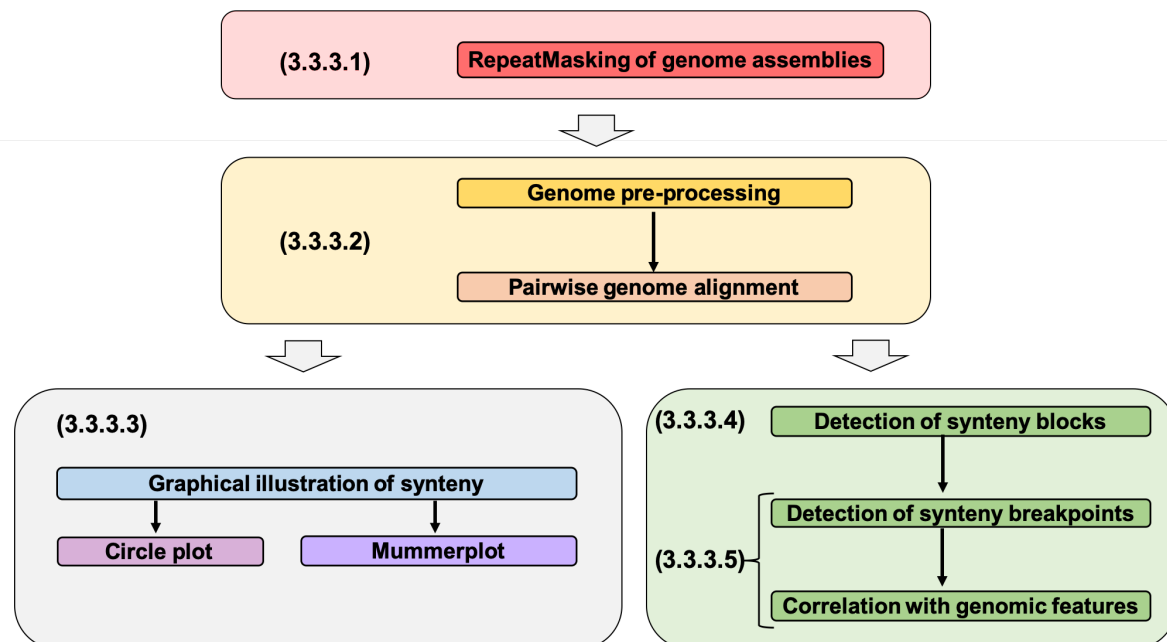 (3.3.3.1)
RepeatMasking of genome assemblies
Genome pre-processing
(3.3.3.2)
Pairwise genome alignment
(3.3.3.3)
Graphical illustration of synteny
Circle plot
Mummerplot
(3.3.3.4)
Detection of synteny blocks
Detection of synteny breakpoints
(3.3.3.5)
Correlation with genomic features